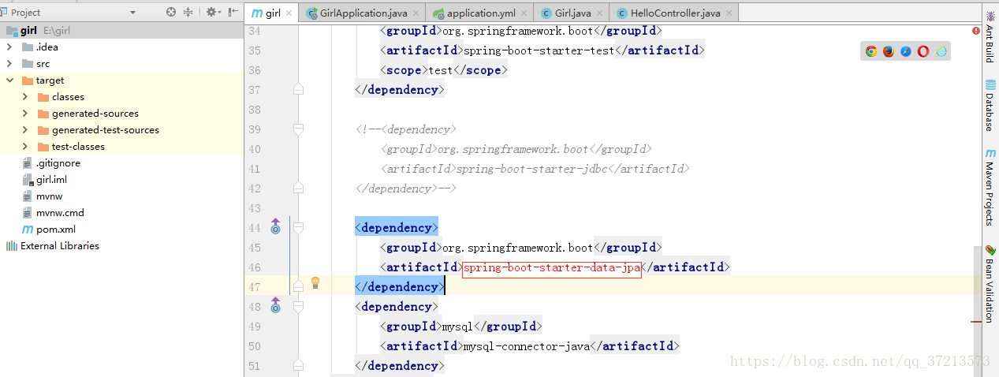 Project
girl E:\girl
.idea
src
target
classes
generated-sources
generated-test-sources
test-classes
.gitignore
girl.iml
mvnw
mvnw.cmd
pom.xml
External Libraries
girl
GirlApplication.java
application.yml
Girl.java
HelloController.java
34 <groupId>org.springframework.boot</groupId>
35 <artifactId>spring-boot-starter-test</artifactId>
36 <scope>test</scope>
37 </dependency>
38
39 <!--<dependency>
40 <groupId>org.springframework.boot</groupId>
41 <artifactId>spring-boot-starter-jdbc</artifactId>
42 </dependency>-->
43
44 <dependency>
45 <groupId>org.springframework.boot</groupId>
46 <artifactId>spring-boot-starter-data-jpa</artifactId>
47 </dependency>
48 <dependency>
49 <groupId>mysql</groupId>
50 <artifactId>mysql-connector-java</artifactId>
51 </dependency>
Ant Build
Database
Maven Projects
Bean Validation
https://blog.csdn.net/qq_37213573